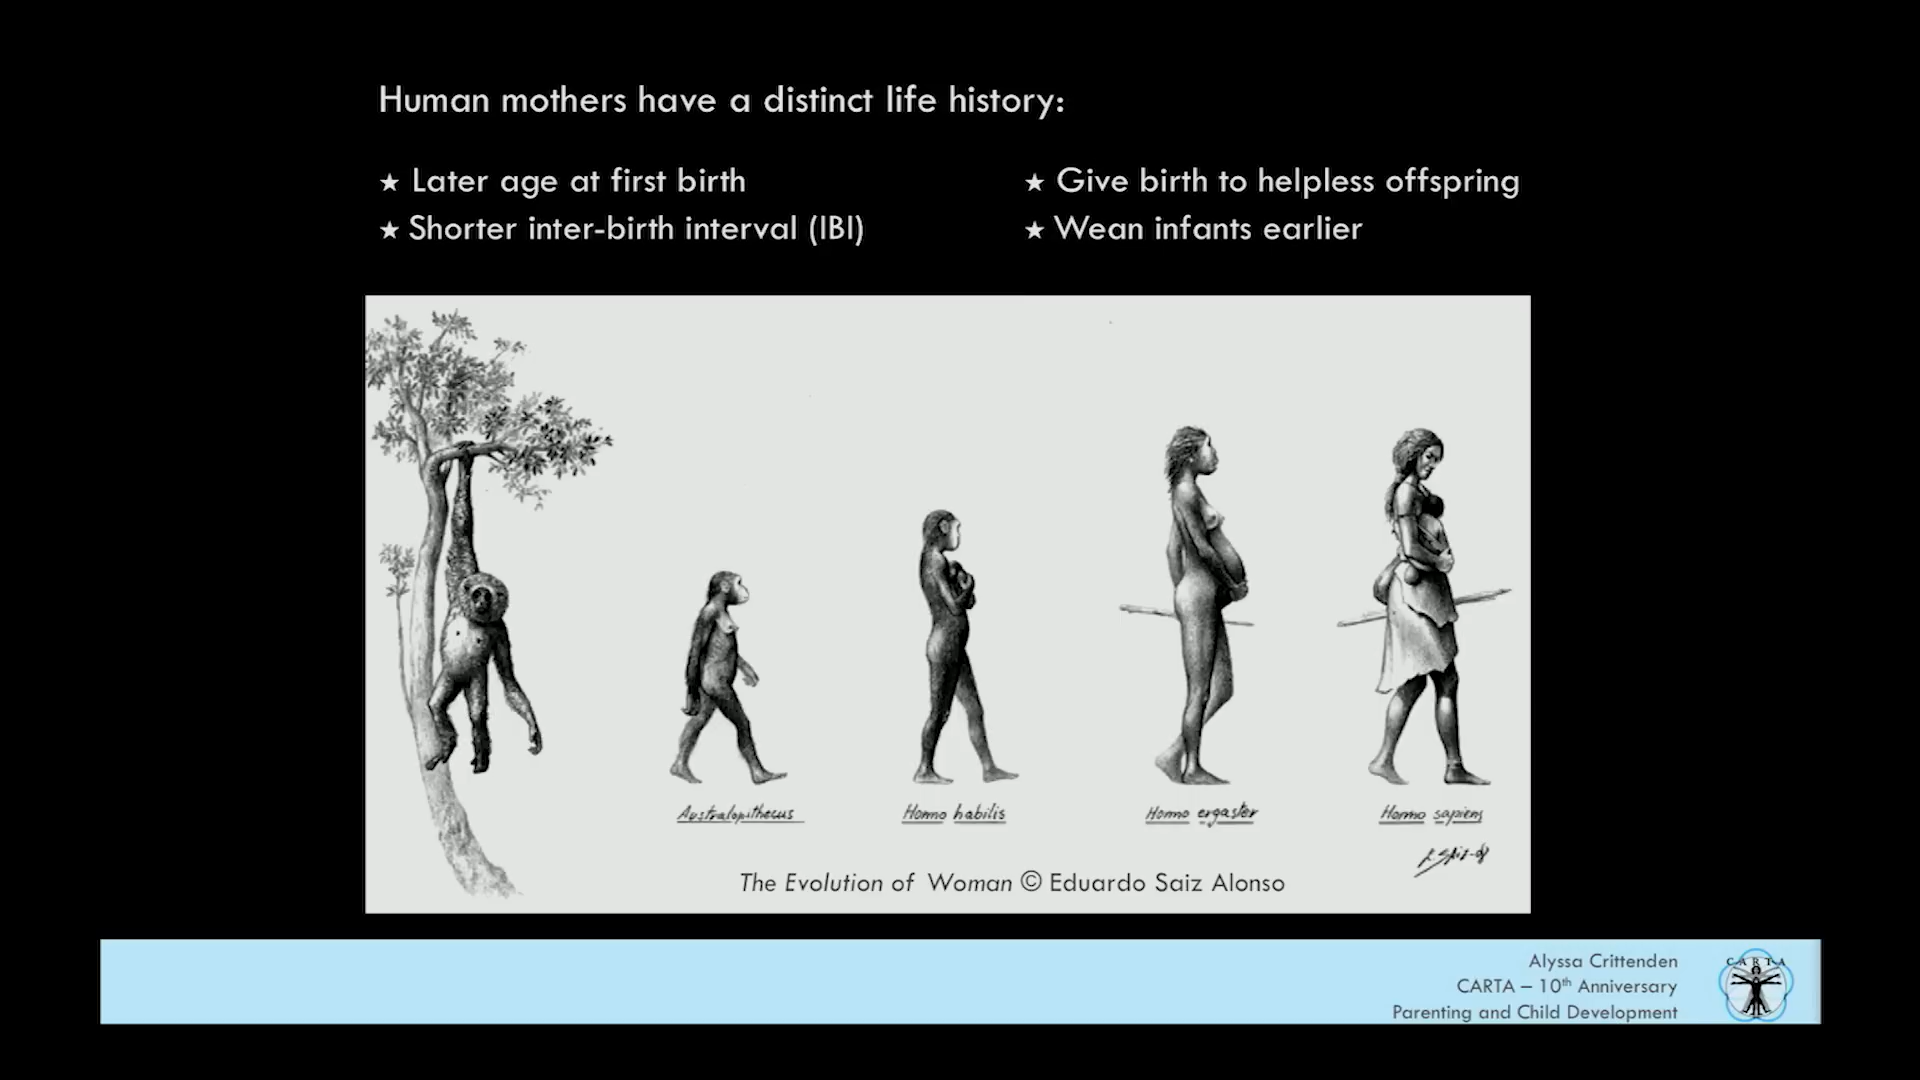 Human mothers have a distinct life history:
★ Later age at first birth
★ Shorter inter-birth interval (IBI)
★ Give birth to helpless offspring
★ Wean infants earlier
Australopithecus
Homo habilis
Homo ergaster
Homo sapiens
The Evolution of Woman © Eduardo Saiz Alonso
Alyssa Crittenden
CARTA – 10th Anniversary
Parenting and Child Development
CARTA